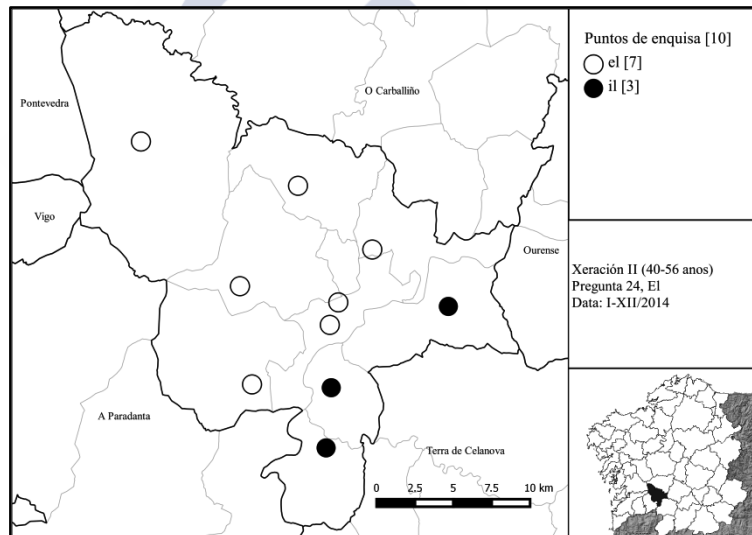 Puntos de enquisa [10]
el [7]
il [3]
Pontevedra
O Carballiño
Vigo
Ourense
Xeración II (40-56 anos)
Pregunta 24, El
Data: I-XII/2014
A Paradanta
Terra de Celanova
0 2,5 5 7,5 10 km